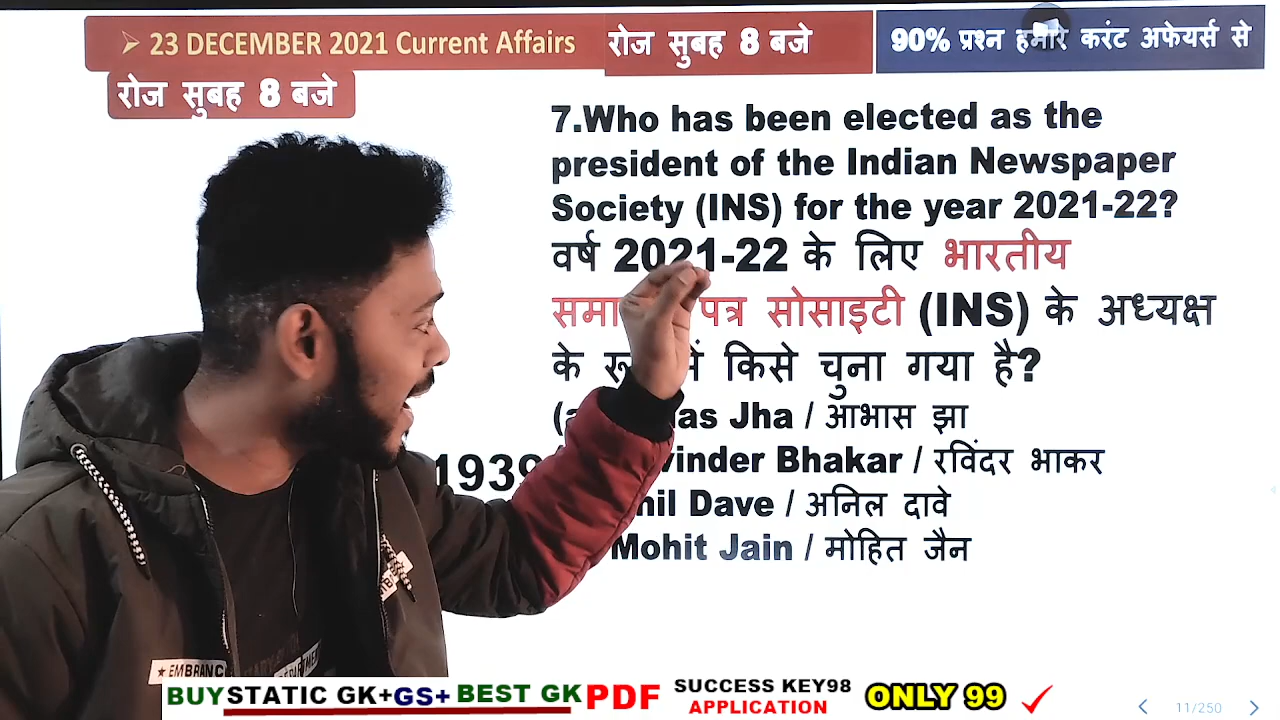 ➢ 23 DECEMBER 2021 Current Affairs
रोज सुबह 8 बजे
90% प्रश्न हमारे करंट अफेयर्स से
रोज सुबह 8 बजे
7.Who has been elected as the
president of the Indian Newspaper
Society (INS) for the year 2021-22?
वर्ष 2021-22 के लिए भारतीय
पत्र सोसाइटी (INS) के अध्यक्ष
के में किसे चुना गया है?
Jha / आभास झा
1939
Bhakar / रविंदर भाकर
Dave / अनिल दावे
Mohit Jain / मोहित जैन
BUY STATIC GK+GS+ BEST GK PDF
SUCCESS KEY98
APPLICATION
ONLY 99
11/250